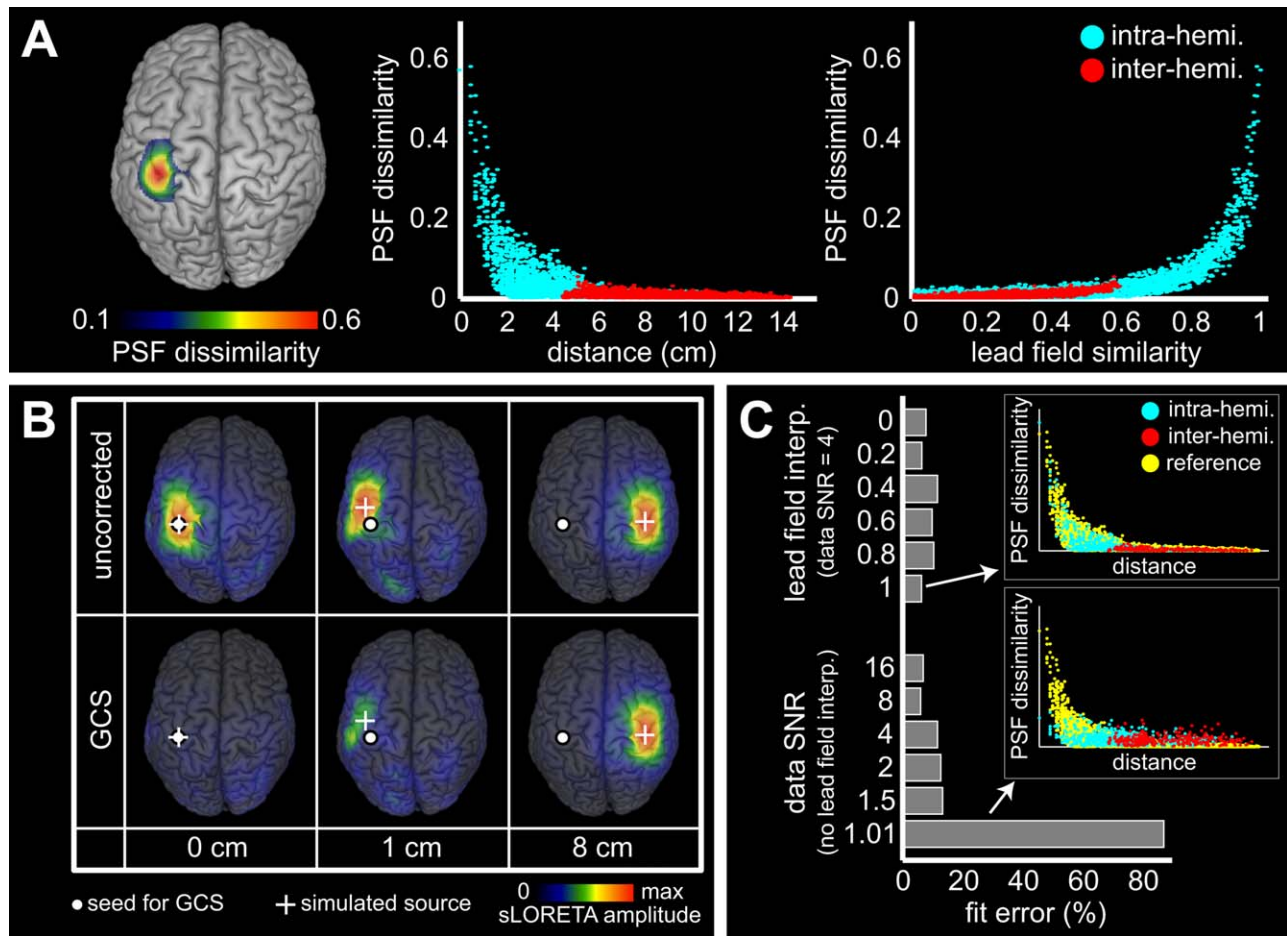 A
0.1
0.6
PSF dissimilarity
PSF dissimilarity
0.6
0.4
0.2
0
0 2 4 6 8 10 12 14
distance (cm)
PSF dissimilarity
0.6
0.4
0.2
0
0 0.2 0.4 0.6 0.8 1
lead field similarity
intra-hemi.
inter-hemi.
B
uncorrected
GCS
0 cm
1 cm
8 cm
seed for GCS
simulated source
0
max
sLORETA amplitude
C
lead field interp.
(data SNR = 4)
0
0.2
0.4
0.6
0.8
1
data SNR
(no lead field interp.)
16
8
4
2
1.5
1.01
0 20 40 60 80
fit error (%)
intra-hemi.
inter-hemi.
reference
PSF dissimilarity
distance
PSF dissimilarity
distance